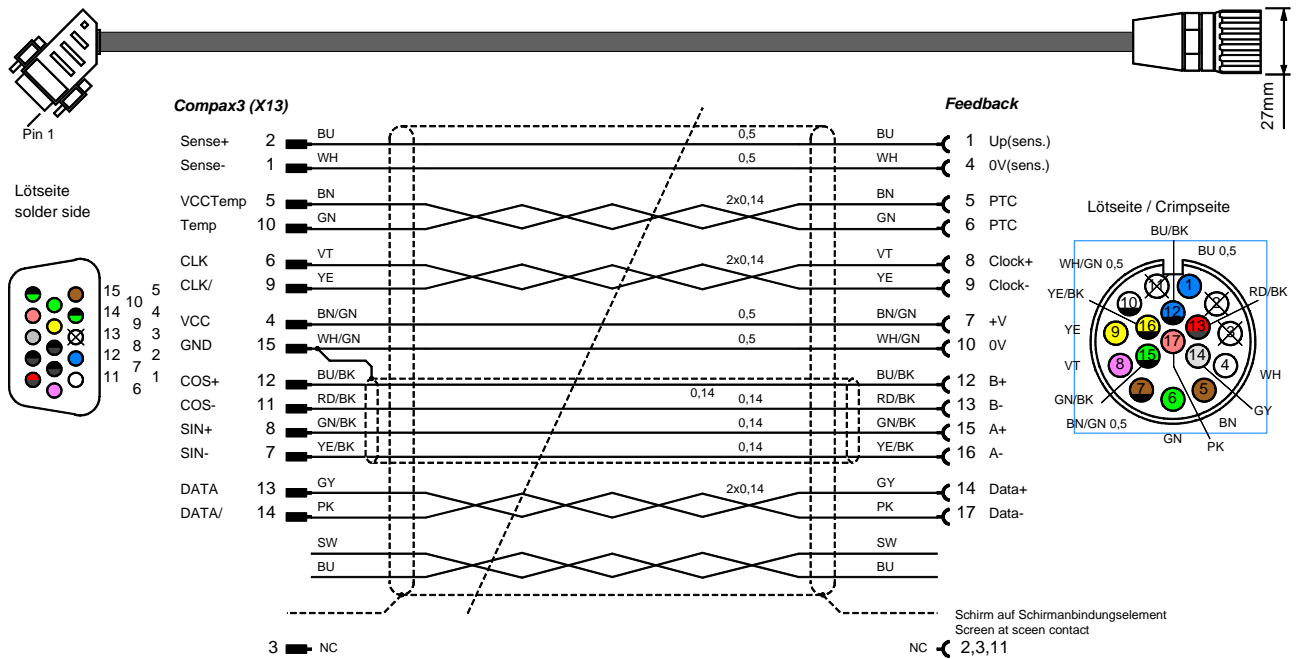 27mm
Pin 1
Compax3 (X13) Feedback
Sense+ 2 BU 0,5 BU 1 Up(sens.)
Sense- 1 WH 0,5 WH 4 0V(sens.)
VCCTemp 5 BN 2x0,14 BN 5 PTC
Temp 10 GN GN 6 PTC
CLK 6 VT 2x0,14 VT 8 Clock+
CLK/ 9 YE YE 9 Clock-
VCC 4 BN/GN 0,5 BN/GN 7 +V
GND 15 WH/GN 0,5 WH/GN 10 0V
COS+ 12 BU/BK 0,14 BU/BK 12 B+
COS- 11 RD/BK 0,14 RD/BK 13 B-
SIN+ 8 GN/BK 0,14 GN/BK 15 A+
SIN- 7 YE/BK 0,14 YE/BK 16 A-
DATA 13 GY 2x0,14 GY 14 Data+
DATA/ 14 PK PK 17 Data-
SW SW
BU BU
Schirm auf Schirmanbindungselement
Screen at sceen contact
3 NC NC 2,3,11
Lötseite
solder side
15 5
10
14 4
9
13 3
8
12 2
7
11 1
6
Lötseite / Crimpseite
BU/BK
BU 0,5
WH/GN 0,5
YE/BK
RD/BK
YE
VT
WH
GN/BK
GY
BN/GN 0,5
BN
GN
PK
11 1
10 2
12
16 13
9 3
17
8 15 14 4
7 5
6